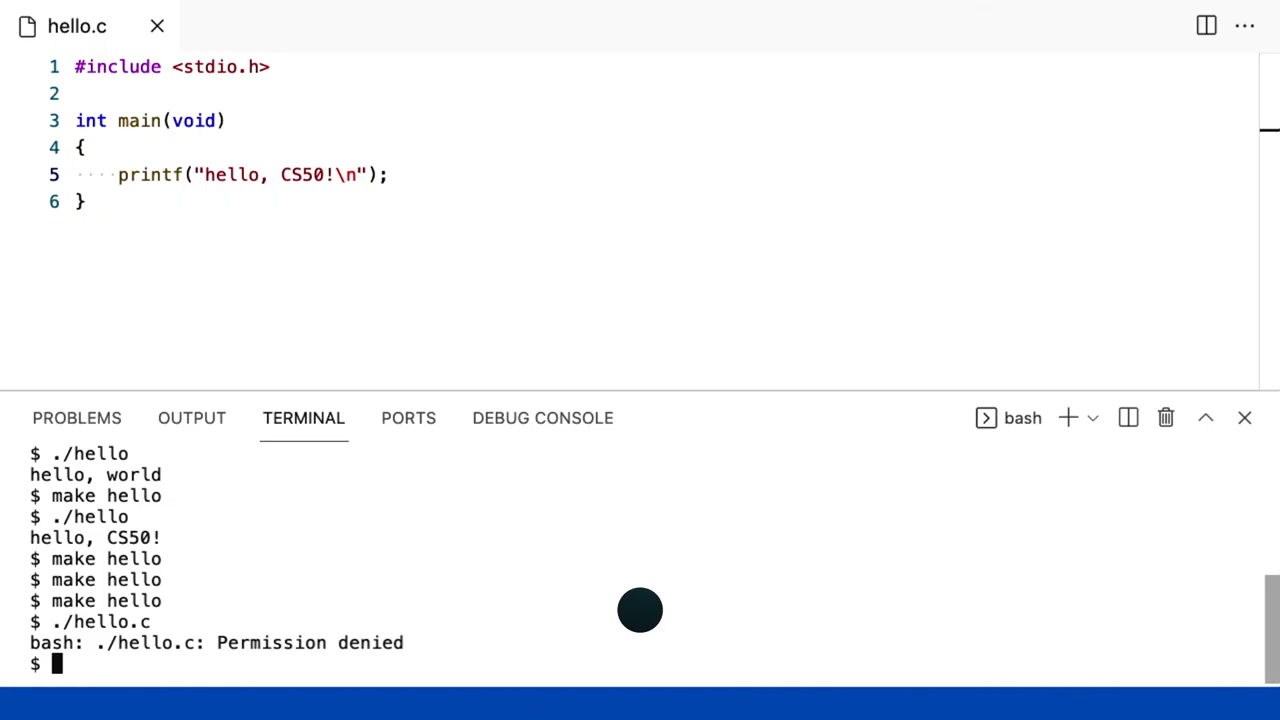 hello.c
1 #include <stdio.h>
2
3 int main(void)
4 {
5 ····printf("hello, CS50!\n");
6 }
PROBLEMS OUTPUT TERMINAL PORTS DEBUG CONSOLE bash
$ ./hello
hello, world
$ make hello
$ ./hello
hello, CS50!
$ make hello
$ make hello
$ make hello
$ ./hello.c
bash: ./hello.c: Permission denied
$